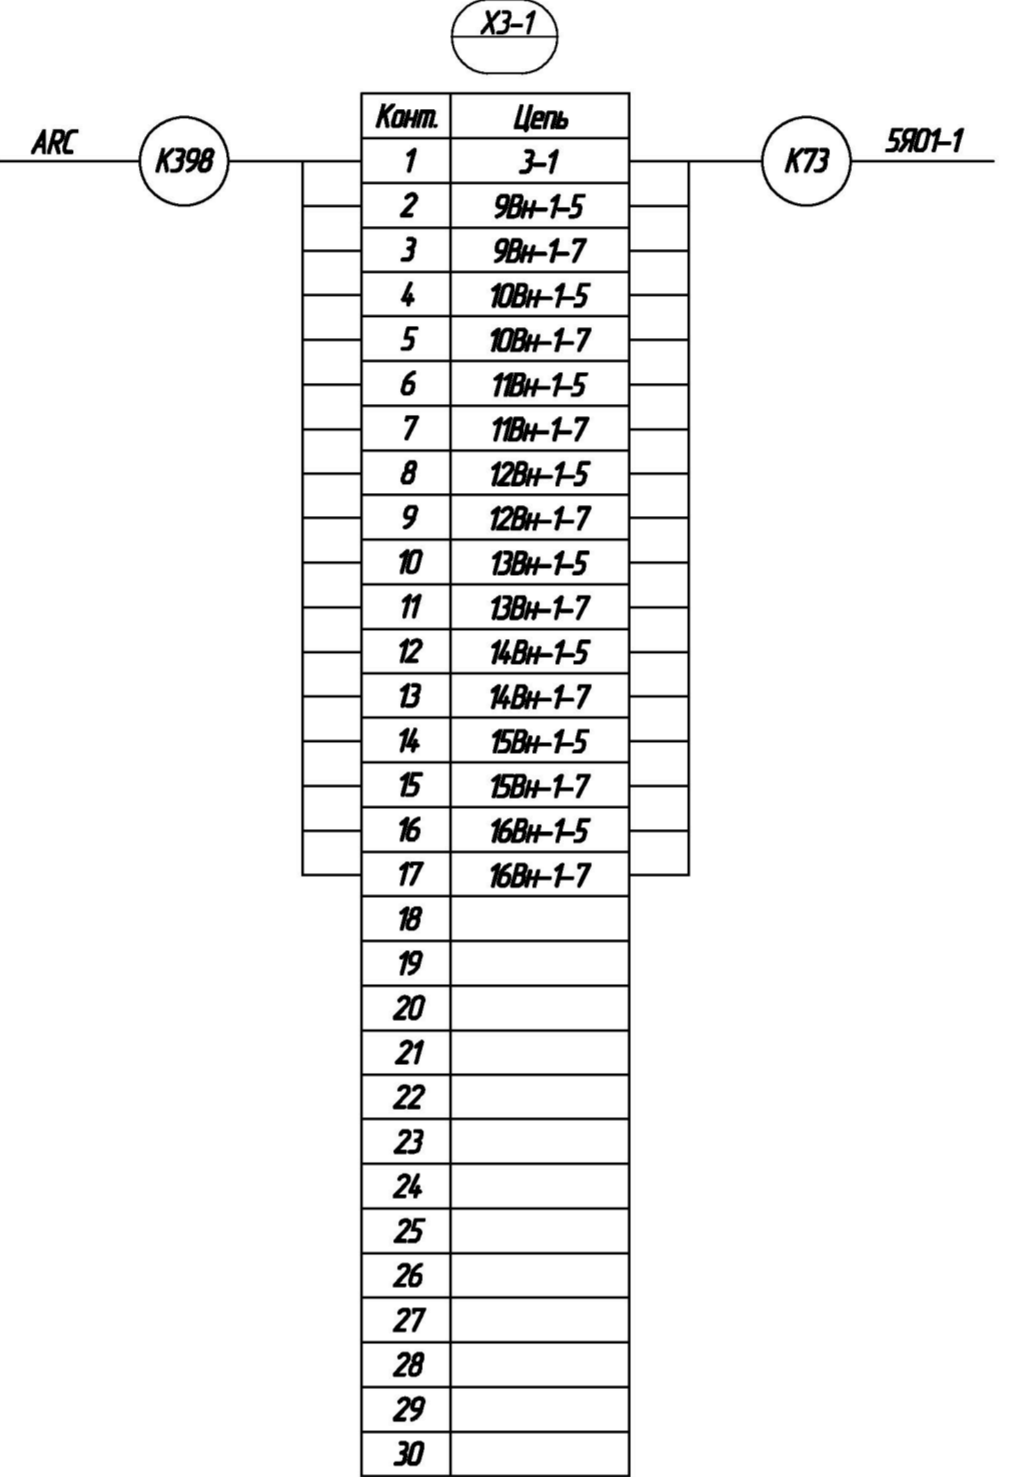 Х3-1
Конт. Цепь
ARC К398 1 3-1 К73 5Я01-1
2 9Вн-1-5
3 9Вн-1-7
4 10Вн-1-5
5 10Вн-1-7
6 11Вн-1-5
7 11Вн-1-7
8 12Вн-1-5
9 12Вн-1-7
10 13Вн-1-5
11 13Вн-1-7
12 14Вн-1-5
13 14Вн-1-7
14 15Вн-1-5
15 15Вн-1-7
16 16Вн-1-5
17 16Вн-1-7
18
19
20
21
22
23
24
25
26
27
28
29
30